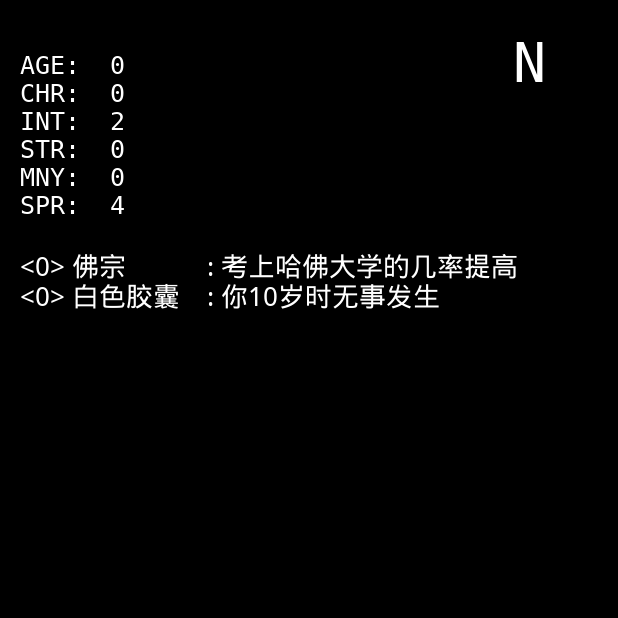 N
AGE: 0
CHR: 0
INT: 2
STR: 0
MNY: 0
SPR: 4
<O> 佛宗 : 考上哈佛大学的几率提高
<O> 白色胶囊 : 你10岁时无事发生